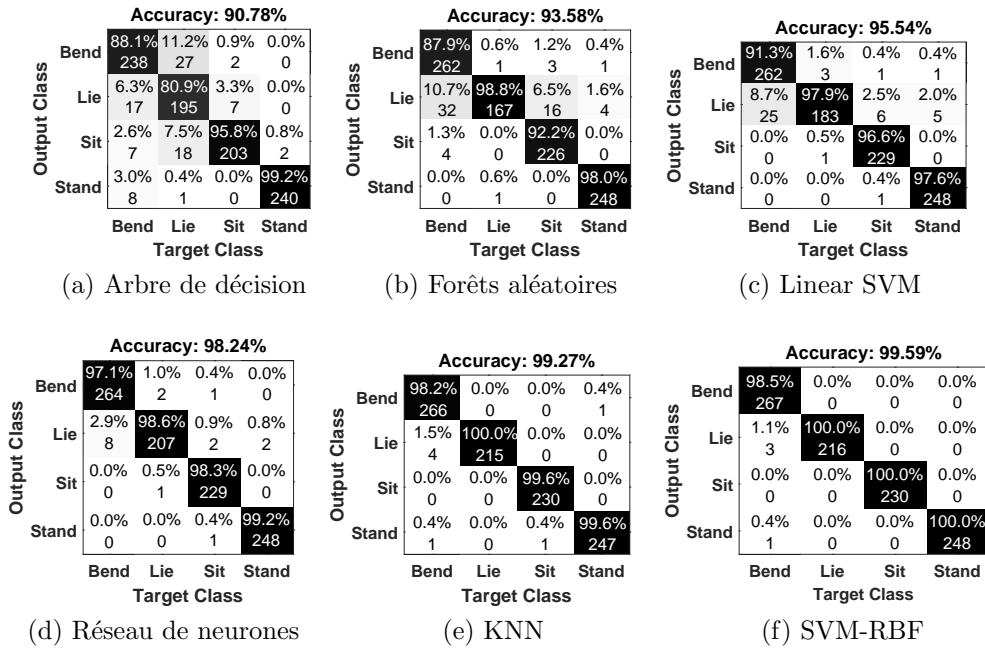 Accuracy: 90.78%
Output Class
Bend 88.1% 11.2% 0.9% 0.0%
238 27 2 0
Lie 6.3% 80.9% 3.3% 0.0%
17 195 7 0
Sit 2.6% 7.5% 95.8% 0.8%
7 18 203 2
Stand 3.0% 0.4% 0.0% 99.2%
8 1 0 240
Bend Lie Sit Stand
Target Class
(a) Arbre de décision
Accuracy: 93.58%
Output Class
Bend 87.9% 0.6% 1.2% 0.4%
262 1 3 1
Lie 10.7% 98.8% 6.5% 1.6%
32 167 16 4
Sit 1.3% 0.0% 92.2% 0.0%
4 0 226 0
Stand 0.0% 0.6% 0.0% 98.0%
0 1 0 248
Bend Lie Sit Stand
Target Class
(b) Forêts aléatoires
Accuracy: 95.54%
Output Class
Bend 91.3% 1.6% 0.4% 0.4%
262 3 1 1
Lie 8.7% 97.9% 2.5% 2.0%
25 183 6 5
Sit 0.0% 0.5% 96.6% 0.0%
0 1 229 0
Stand 0.0% 0.0% 0.4% 97.6%
0 0 1 248
Bend Lie Sit Stand
Target Class
(c) Linear SVM
Accuracy: 98.24%
Output Class
Bend 97.1% 1.0% 0.4% 0.0%
264 2 1 0
Lie 2.9% 98.6% 0.9% 0.8%
8 207 2 2
Sit 0.0% 0.5% 98.3% 0.0%
0 1 229 0
Stand 0.0% 0.0% 0.4% 99.2%
0 0 1 248
Bend Lie Sit Stand
Target Class
(d) Réseau de neurones
Accuracy: 99.27%
Output Class
Bend 98.2% 0.0% 0.0% 0.4%
266 0 0 1
Lie 1.5% 100.0% 0.0% 0.0%
4 215 0 0
Sit 0.0% 0.0% 99.6% 0.0%
0 0 230 0
Stand 0.4% 0.0% 0.4% 99.6%
1 0 1 247
Bend Lie Sit Stand
Target Class
(e) KNN
Accuracy: 99.59%
Output Class
Bend 98.5% 0.0% 0.0% 0.0%
267 0 0 0
Lie 1.1% 100.0% 0.0% 0.0%
3 216 0 0
Sit 0.0% 0.0% 100.0% 0.0%
0 0 230 0
Stand 0.4% 0.0% 0.0% 100.0%
1 0 0 248
Bend Lie Sit Stand
Target Class
(f) SVM-RBF